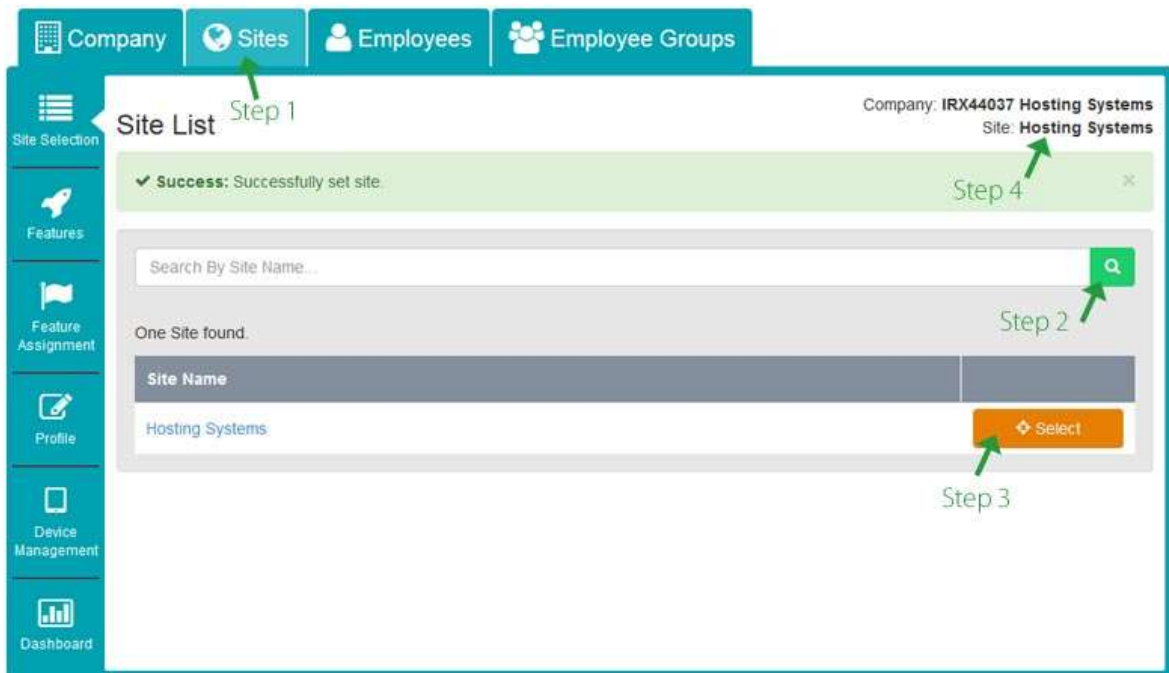 Company Sites Employees Employee Groups
Step 1
Site Selection
Site List
Company: IRX44037 Hosting Systems
Site: Hosting Systems
Success: Successfully set site.
×
Step 4
Features
Search By Site Name...
Step 2
Feature
Assignment
One Site found.
Site Name
Hosting Systems
Select
Step 3
Profile
Device
Management
Dashboard